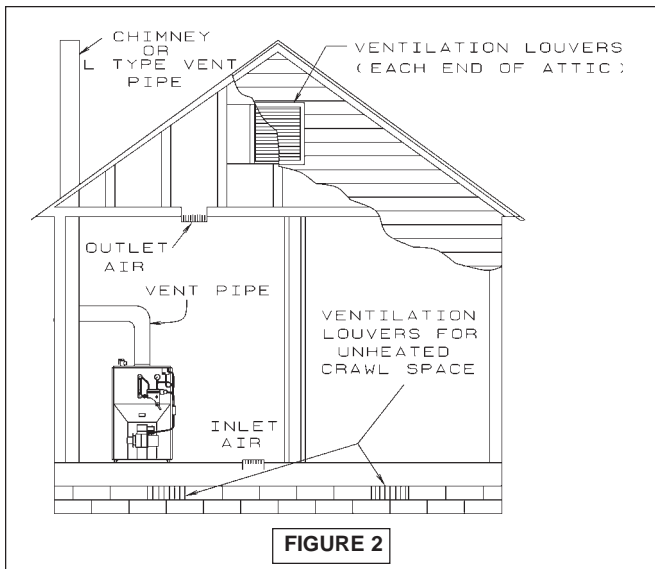 CHIMNEY
OR
L TYPE VENT
PIPE
VENTILATION LOUVERS
(EACH END OF ATTIC)
OUTLET
AIR
VENT PIPE
VENTILATION
LOUVERS FOR
UNHEATED
CRAWL SPACE
INLET
AIR
FIGURE 2